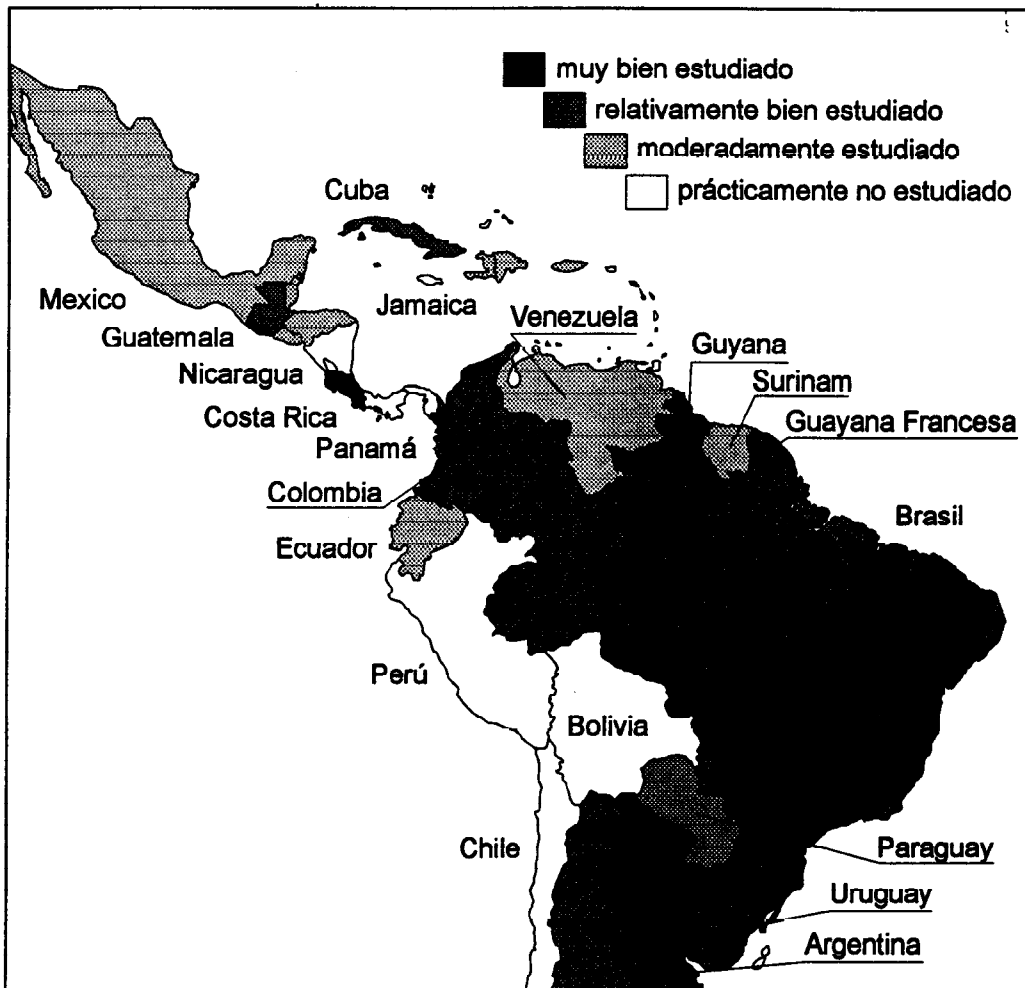 muy bien estudiado
relativamente bien estudiado
moderadamente estudiado
prácticamente no estudiado
Cuba
Mexico
Jamaica
Guatemala
Venezuela
Guyana
Nicaragua
Surinam
Costa Rica
Guayana Francesa
Panamá
Colombia
Brasil
Ecuador
Perú
Bolivia
Chile
Paraguay
Uruguay
Argentina